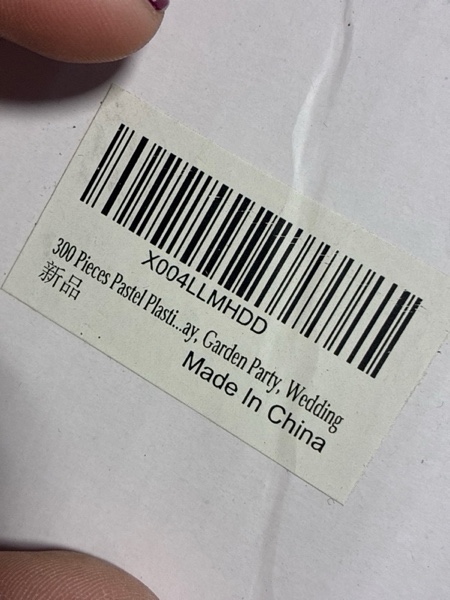 X004LLMHDD
300 Pieces Pastel Plasti...ay, Garden Party, Wedding
新品
Made In China